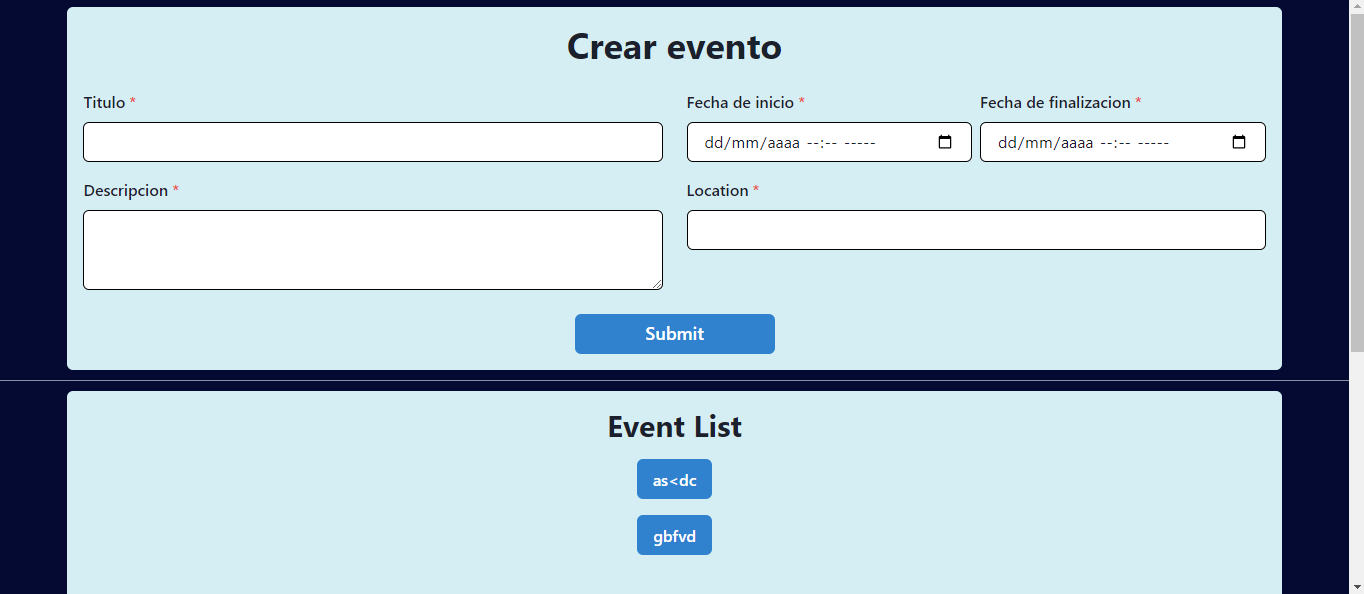 Crear evento
Titulo *
Fecha de inicio *
Fecha de finalizacion *
dd/mm/aaaa --:-- -----
dd/mm/aaaa --:-- -----
Descripcion *
Location *
Submit
Event List
as<dc
gbfvd